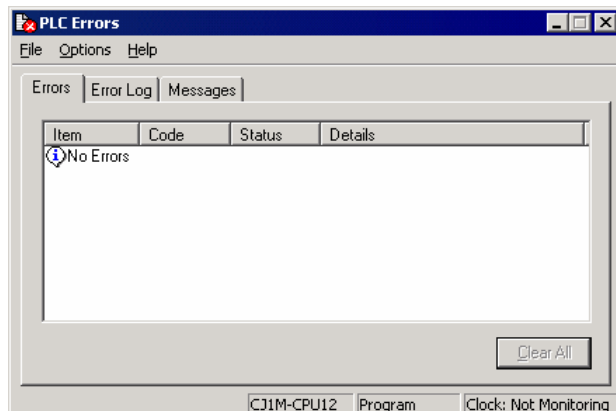 PLC Errors
File Options Help
Errors Error Log Messages
Item Code Status Details
No Errors
Clear All
CJ1M-CPU12 Program Clock: Not Monitoring